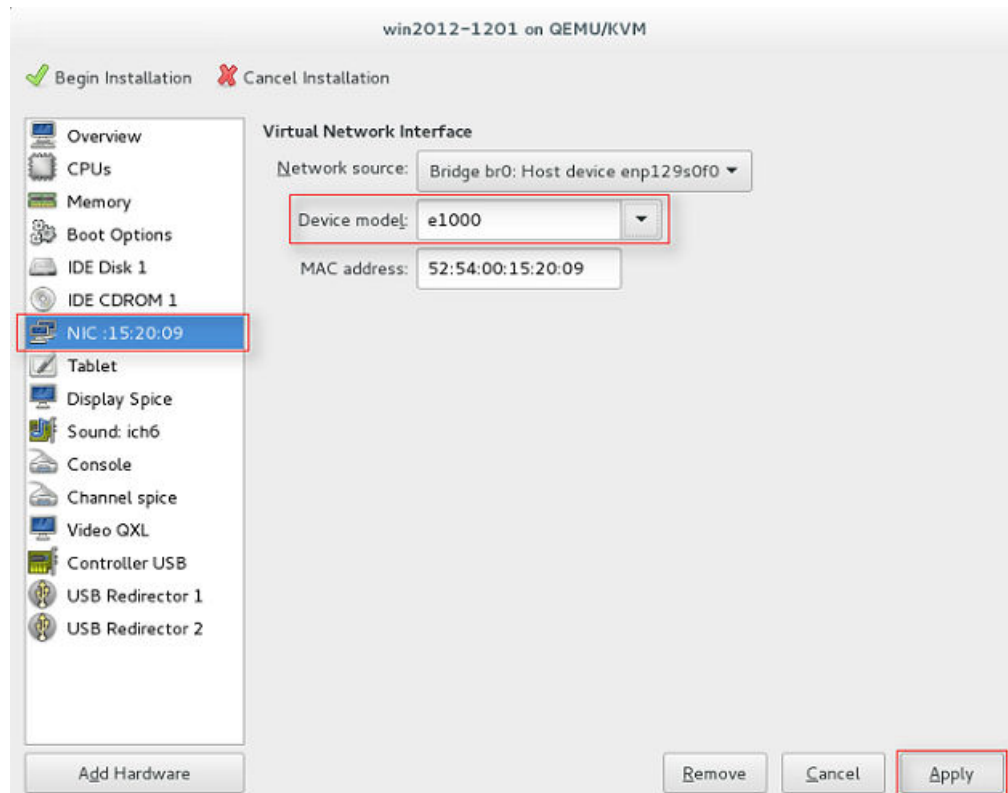 win2012-1201 on QEMU/KVM
Begin Installation
Cancel Installation
Overview
CPUs
Memory
Boot Options
IDE Disk 1
IDE CDROM 1
NIC :15:20:09
Tablet
Display Spice
Sound: ich6
Console
Channel spice
Video QXL
Controller USB
USB Redirector 1
USB Redirector 2
Add Hardware
Virtual Network Interface
Network source: Bridge br0: Host device enp129s0f0
Device model: e1000
MAC address: 52:54:00:15:20:09
Remove
Cancel
Apply